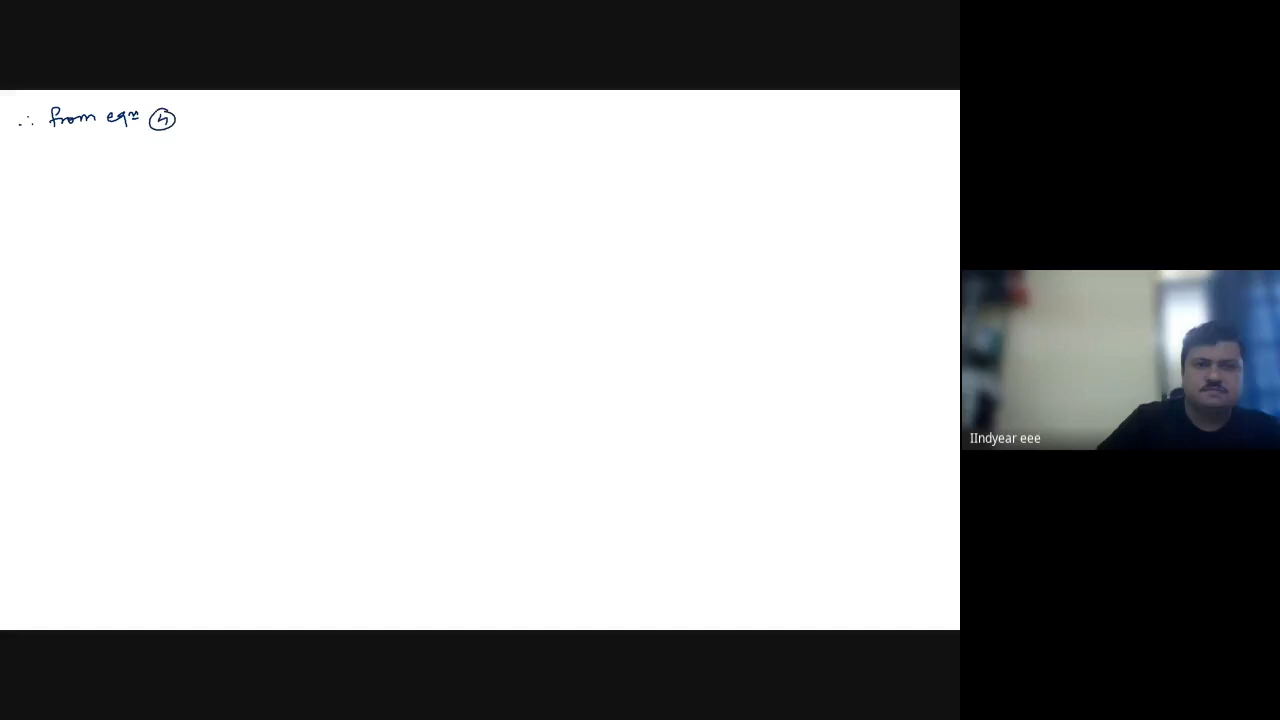 ∴ from eqⁿ ④
IIndyear eee